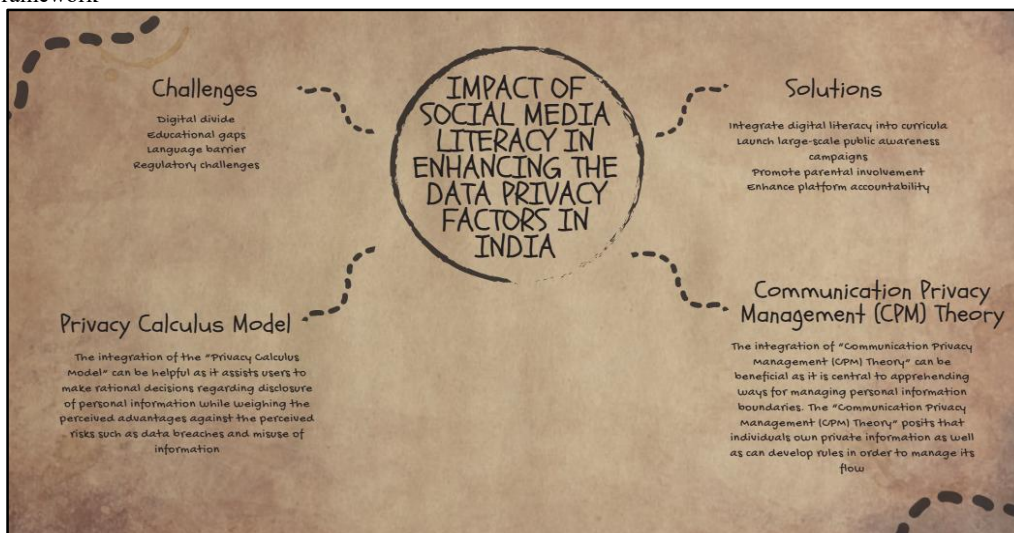 Challenges
Digital divide
Educational gaps
Language barrier
Regulatory challenges
IMPACT OF
SOCIAL MEDIA
LITERACY IN
ENHANCING THE
DATA PRIVACY
FACTORS IN
INDIA
Solutions
Integrate digital literacy into curricula
Launch large-scale public awareness
campaigns
Promote parental involvement
Enhance platform accountability
Privacy Calculus Model
The integration of the "Privacy Calculus
Model" can be helpful as it assists users to
make rational decisions regarding disclosure
of personal information while weighing the
perceived advantages against the perceived
risks such as data breaches and misuse of
information
Communication Privacy
Management (CPM) Theory
The integration of "Communication Privacy
Management (CPM) Theory" can be
beneficial as it is central to apprehending
ways for managing personal information
boundaries. The "Communication Privacy
Management (CPM) Theory" posits that
individuals own private information as well
as can develop rules in order to manage its
flow